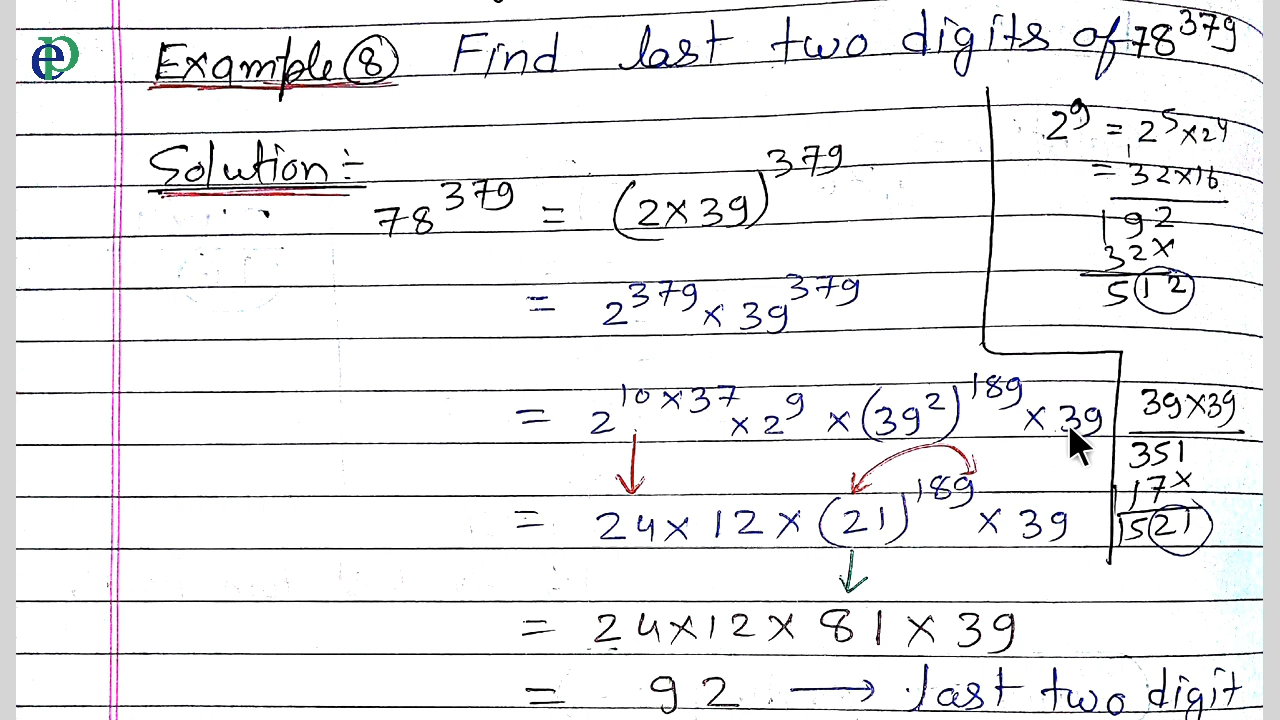 ep
Example ⑧ Find last two digits of 78^379
Solution :-
78^379 = (2×39)^379
= 2^379 × 39^379
= 2^(10×37) × 2^9 × (39^2)^189 × 39
= 24 × 12 × (21)^189 × 39
= 24×12× 81 × 39
= 92 → last two digit
2^9 = 2^5 × 2^4
= 32×16
192
32×
512
39×39
351
17×
1521